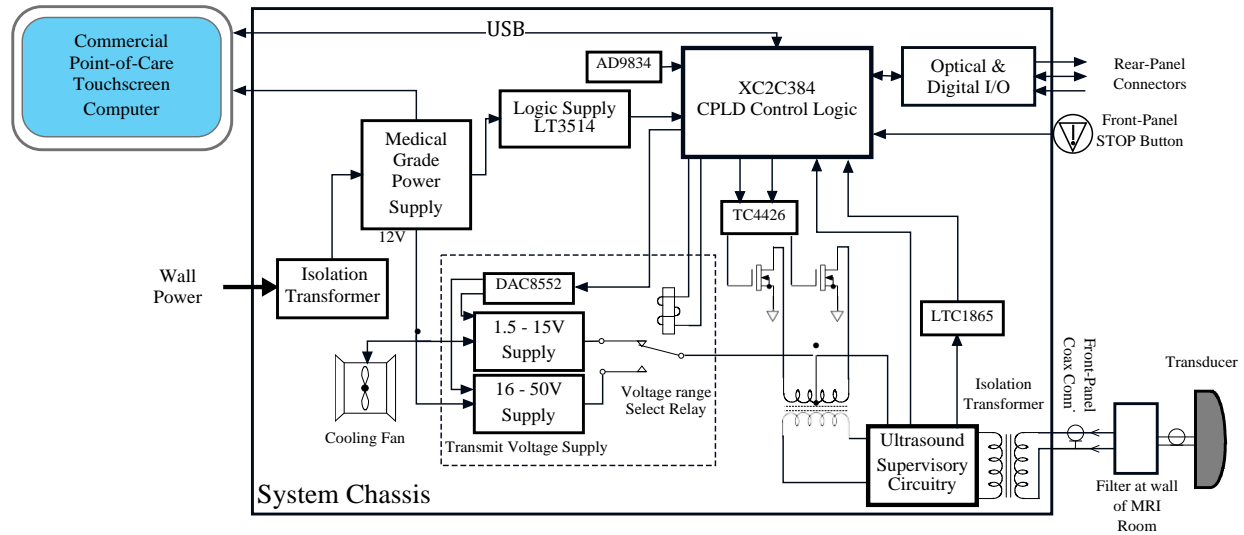 Commercial
Point-of-Care
Touchscreen
Computer
USB
AD9834
XC2C384
CPLD Control Logic
Optical &
Digital I/O
Rear-Panel
Connectors
Logic Supply
LT3514
Front-Panel
STOP Button
Medical
Grade
Power
Supply
12V
TC4426
Wall
Power
Isolation
Transformer
DAC8552
LTC1865
1.5 - 15V
Supply
16 - 50V
Supply
Voltage range
Select Relay
Cooling Fan
Transmit Voltage Supply
Isolation
Transformer
Front-Panel
Coax Conn'
Transducer
Ultrasound
Supervisory
Circuitry
Filter at wall
of MRI
Room
System Chassis